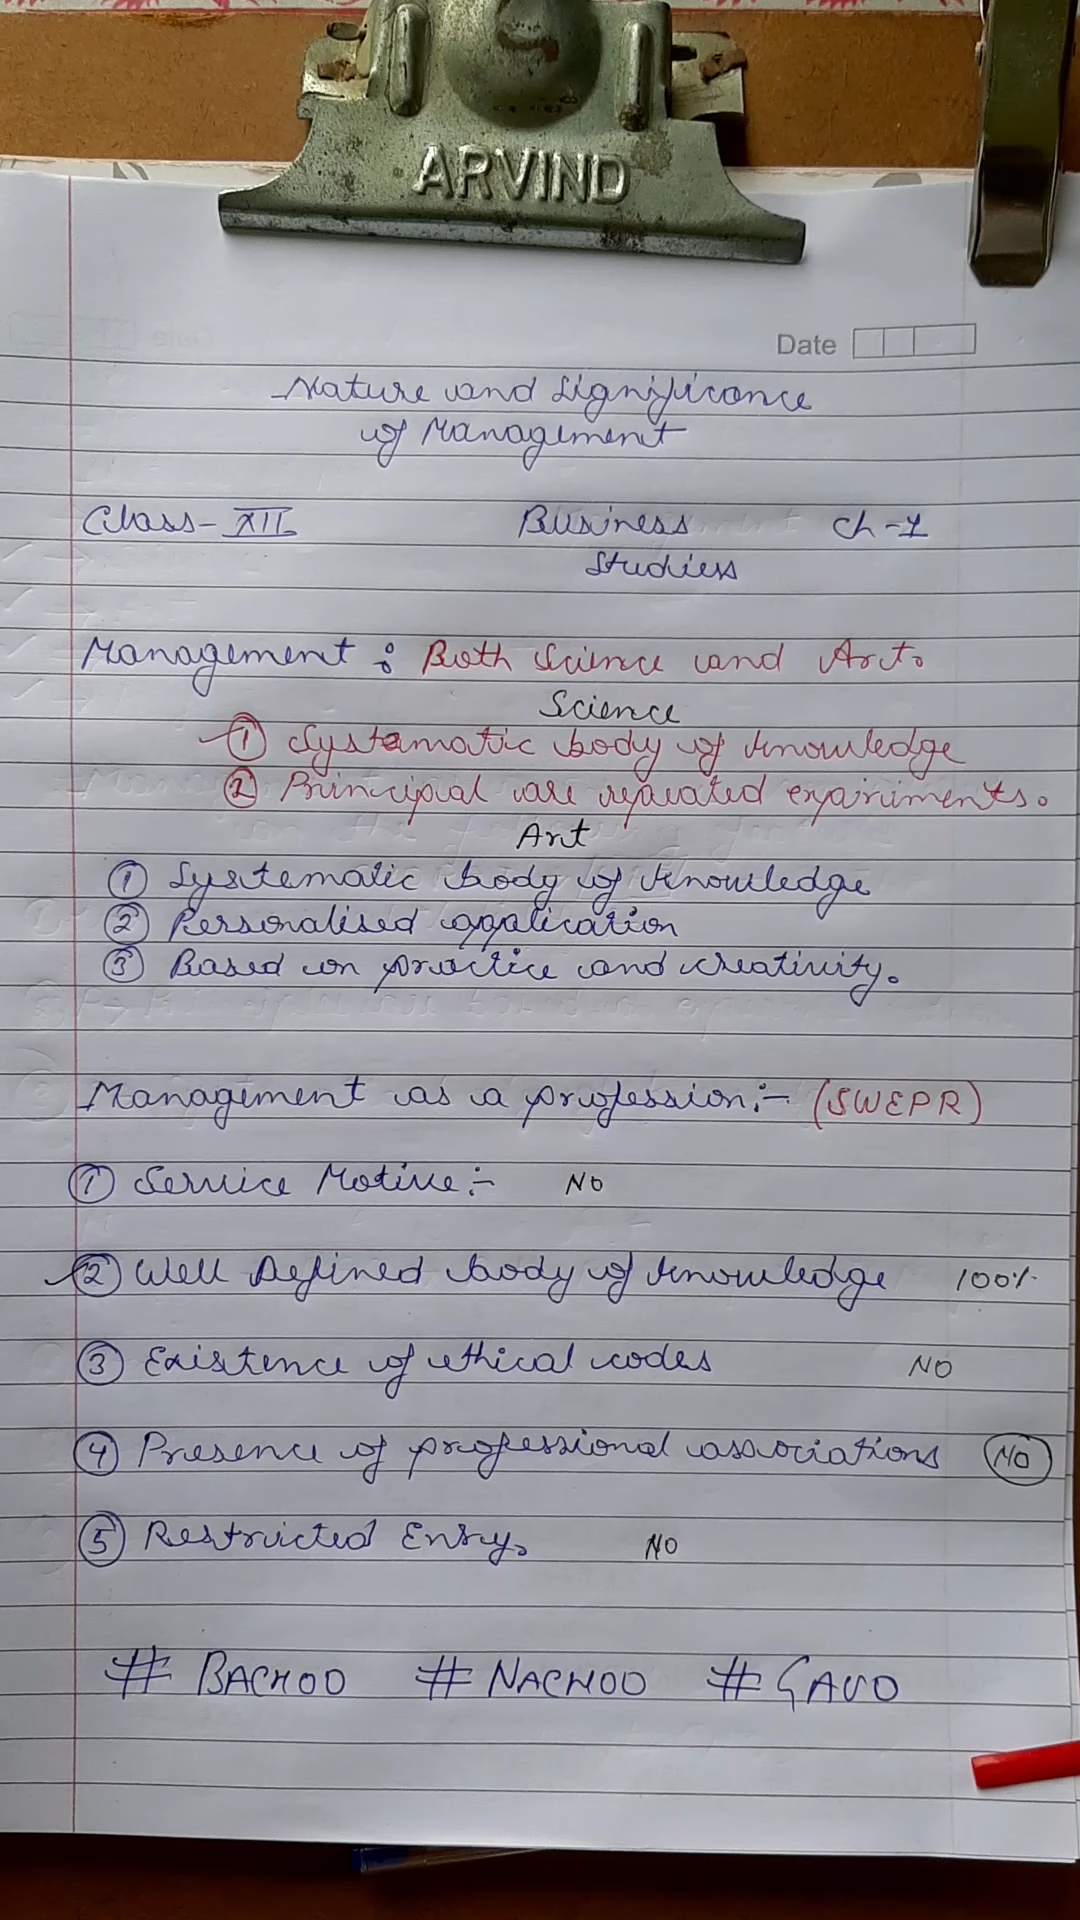 ARVIND
Date
Nature and Significance
of Management
Class - XII Business Ch-1
Studiess
Management : Both Science and Art.
Science
① Systematic body of knowledge
② Principal are repeated expairiments.
Art
① Systematic body of knowledge
② Personalised application
③ Based on practice and creativity.
Management as a profession:- (SWEPR)
① Service Motive:- NO
② Well Defined body of knowledge 100%
③ Existence of ethical codes NO
④ Presence of professional associations NO
⑤ Restricted Entry. NO
# BACHOO # NACHOO # GAUO